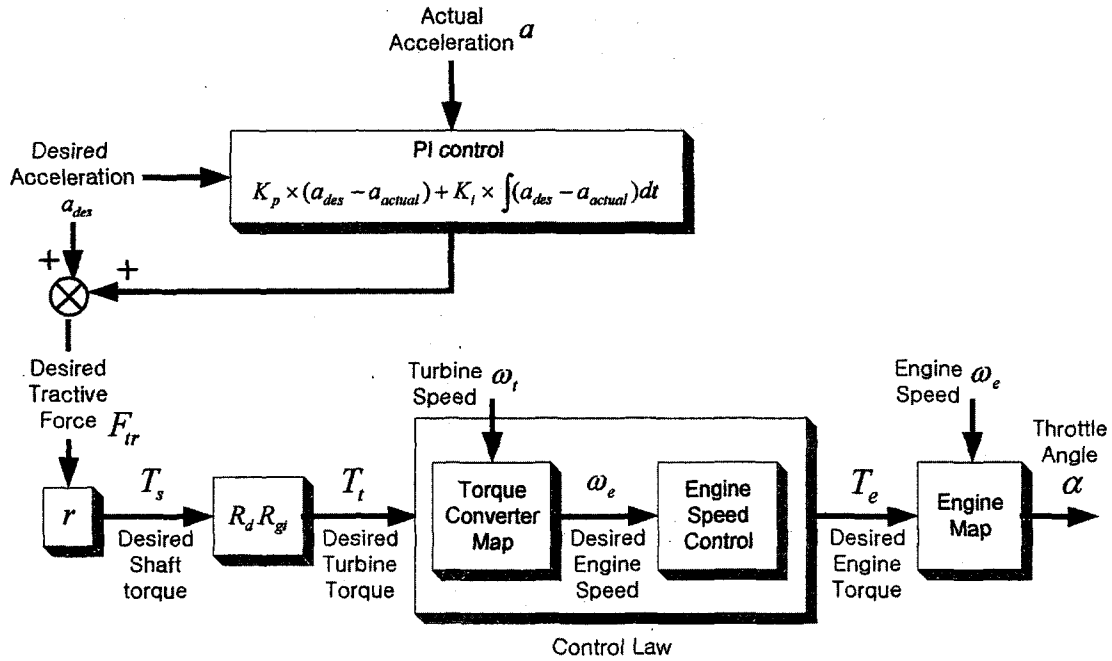 Actual
Acceleration a
Desired
Acceleration
a_des
PI control
K_p × (a_des − a_actual) + K_i × ∫(a_des − a_actual)dt
+
+
Desired
Tractive
Force F_tr
Turbine
Speed ω_t
Engine
Speed ω_e
Throttle
Angle
α
r
T_s
Desired
Shaft
torque
R_d R_gi
T_t
Desired
Turbine
Torque
Torque
Converter
Map
ω_e
Desired
Engine
Speed
Engine
Speed
Control
T_e
Desired
Engine
Torque
Engine
Map
Control Law